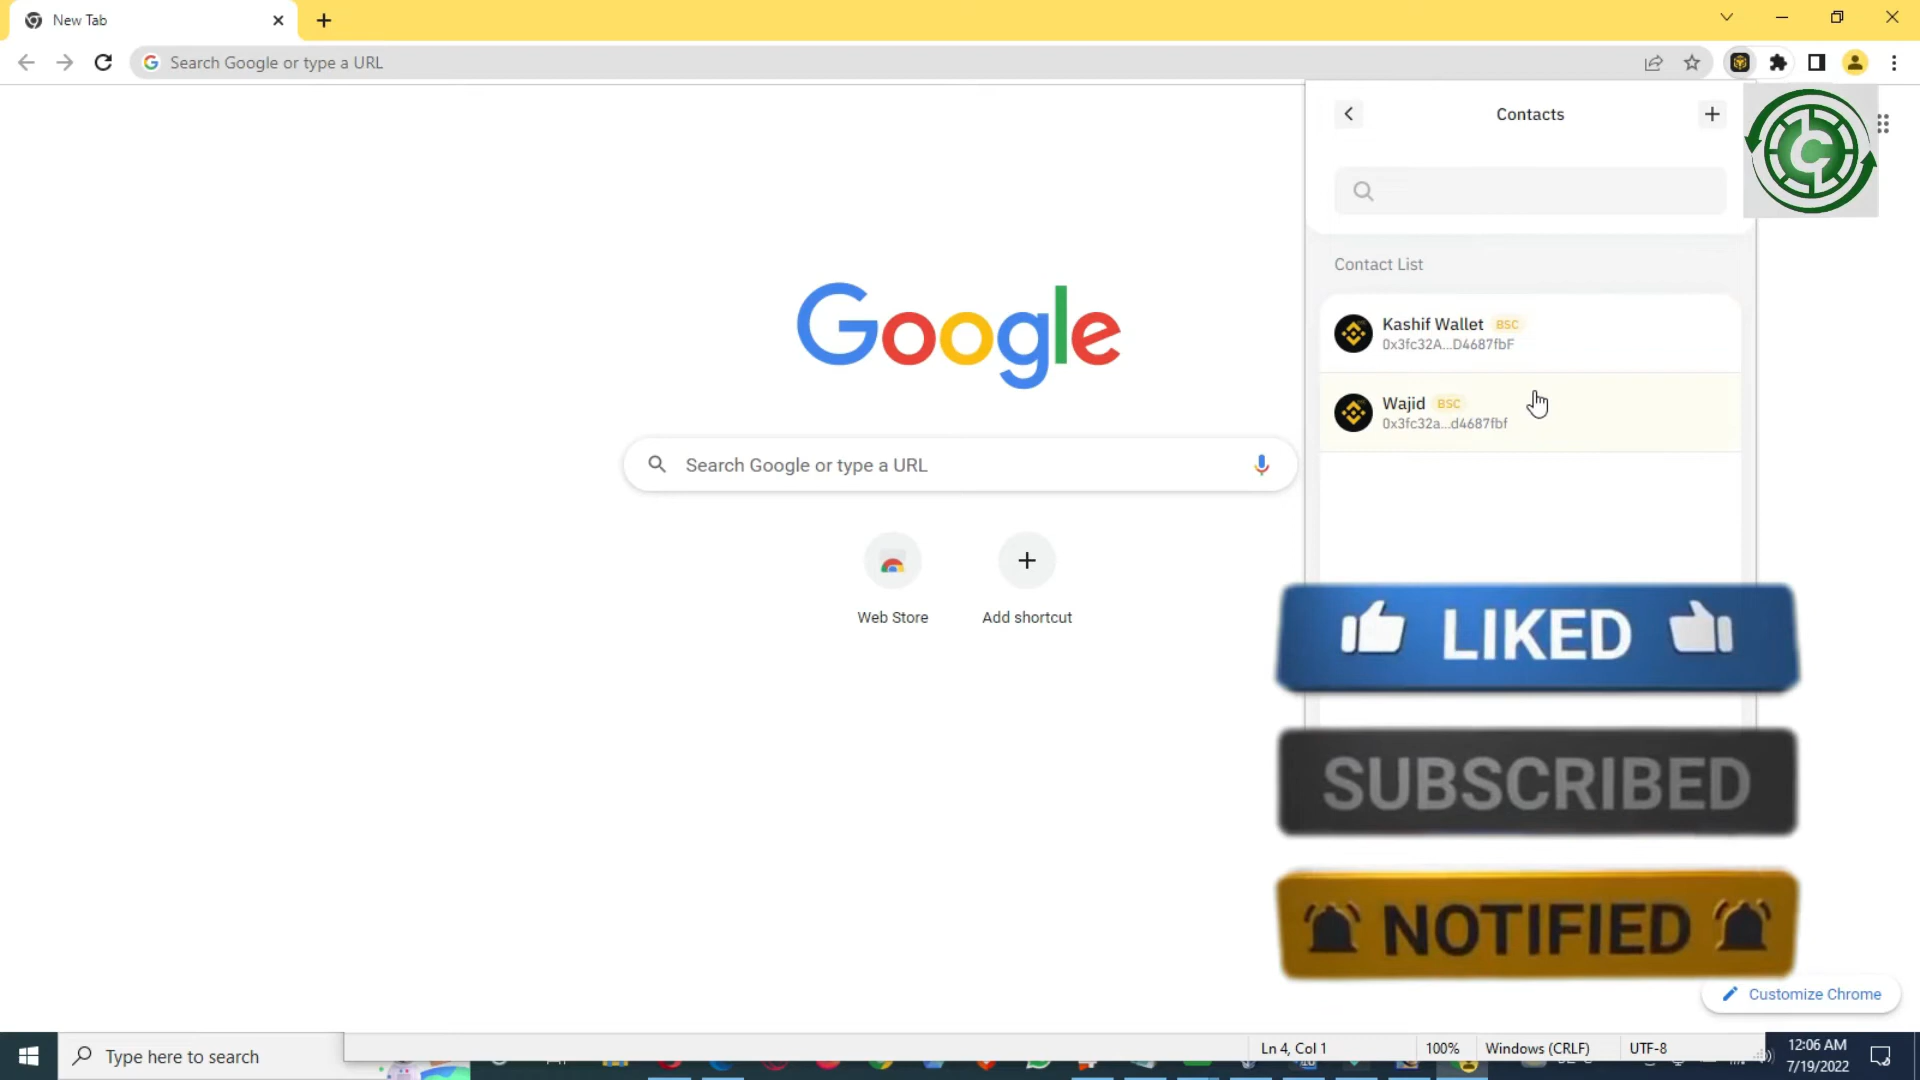 New Tab
Search Google or type a URL
Contacts
Contact List
Kashif Wallet BSC
0x3fc32A...D4687fbF
Wajid BSC
0x3fc32a...d4687fbf
Google
Search Google or type a URL
Web Store
Add shortcut
LIKED
SUBSCRIBED
NOTIFIED
Customize Chrome
Type here to search
Ln 4, Col 1
100%
Windows (CRLF)
UTF-8
12:06 AM
7/19/2022